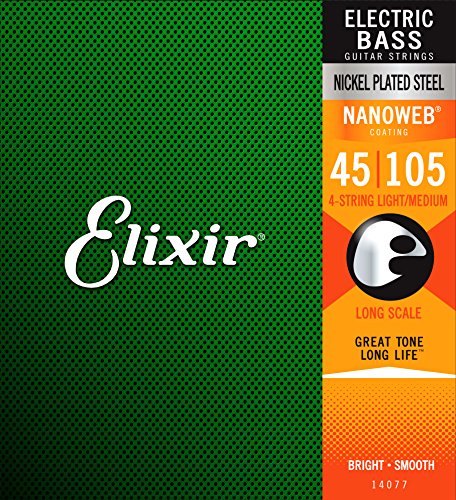 Elixir®
ELECTRIC
BASS
GUITAR STRINGS
NICKEL PLATED STEEL
NANOWEB®
COATING
45|105
4-STRING LIGHT/MEDIUM
LONG SCALE
GREAT TONE
LONG LIFE™
BRIGHT • SMOOTH
14077